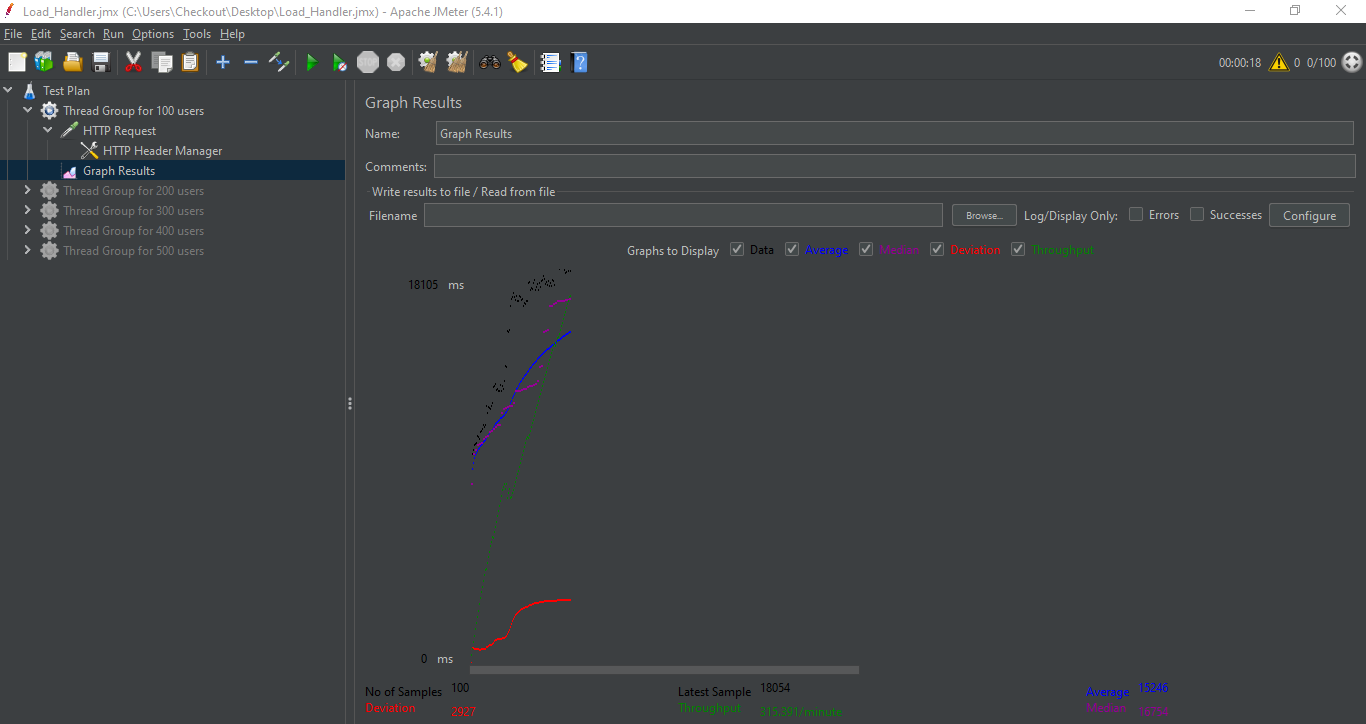 Load_Handler.jmx (C:\Users\Checkout\Desktop\Load_Handler.jmx) - Apache JMeter (5.4.1)
File Edit Search Run Options Tools Help
STOP 00:00:18 0 0/100
Test Plan
Thread Group for 100 users
HTTP Request
HTTP Header Manager
Graph Results
Thread Group for 200 users
Thread Group for 300 users
Thread Group for 400 users
Thread Group for 500 users
Graph Results
Name: Graph Results
Comments:
Write results to file / Read from file
Filename Browse... Log/Display Only: Errors Successes Configure
Graphs to Display Data Average Median Deviation Throughput
18105 ms
0 ms
No of Samples 100 Latest Sample 18054 Average 15246
Deviation 2927 Throughput 315.591/minute Median